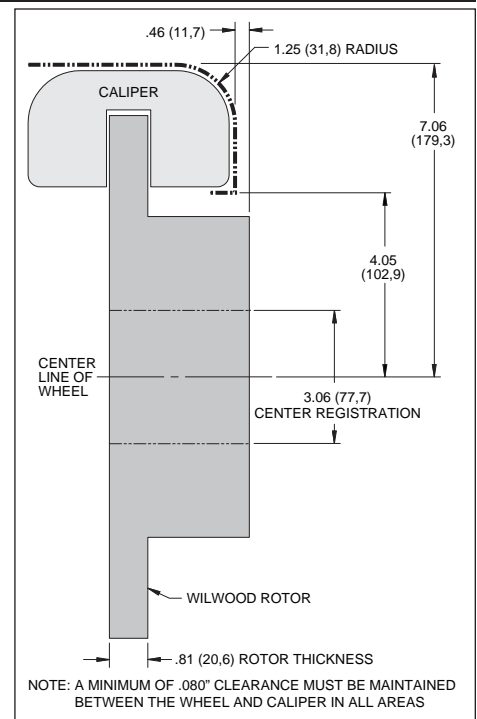 .46 (11,7)
1.25 (31,8) RADIUS
CALIPER
7.06
(179,3)
4.05
(102,9)
CENTER
LINE OF
WHEEL
3.06 (77,7)
CENTER REGISTRATION
WILWOOD ROTOR
.81 (20,6) ROTOR THICKNESS
NOTE: A MINIMUM OF .080" CLEARANCE MUST BE MAINTAINED
BETWEEN THE WHEEL AND CALIPER IN ALL AREAS